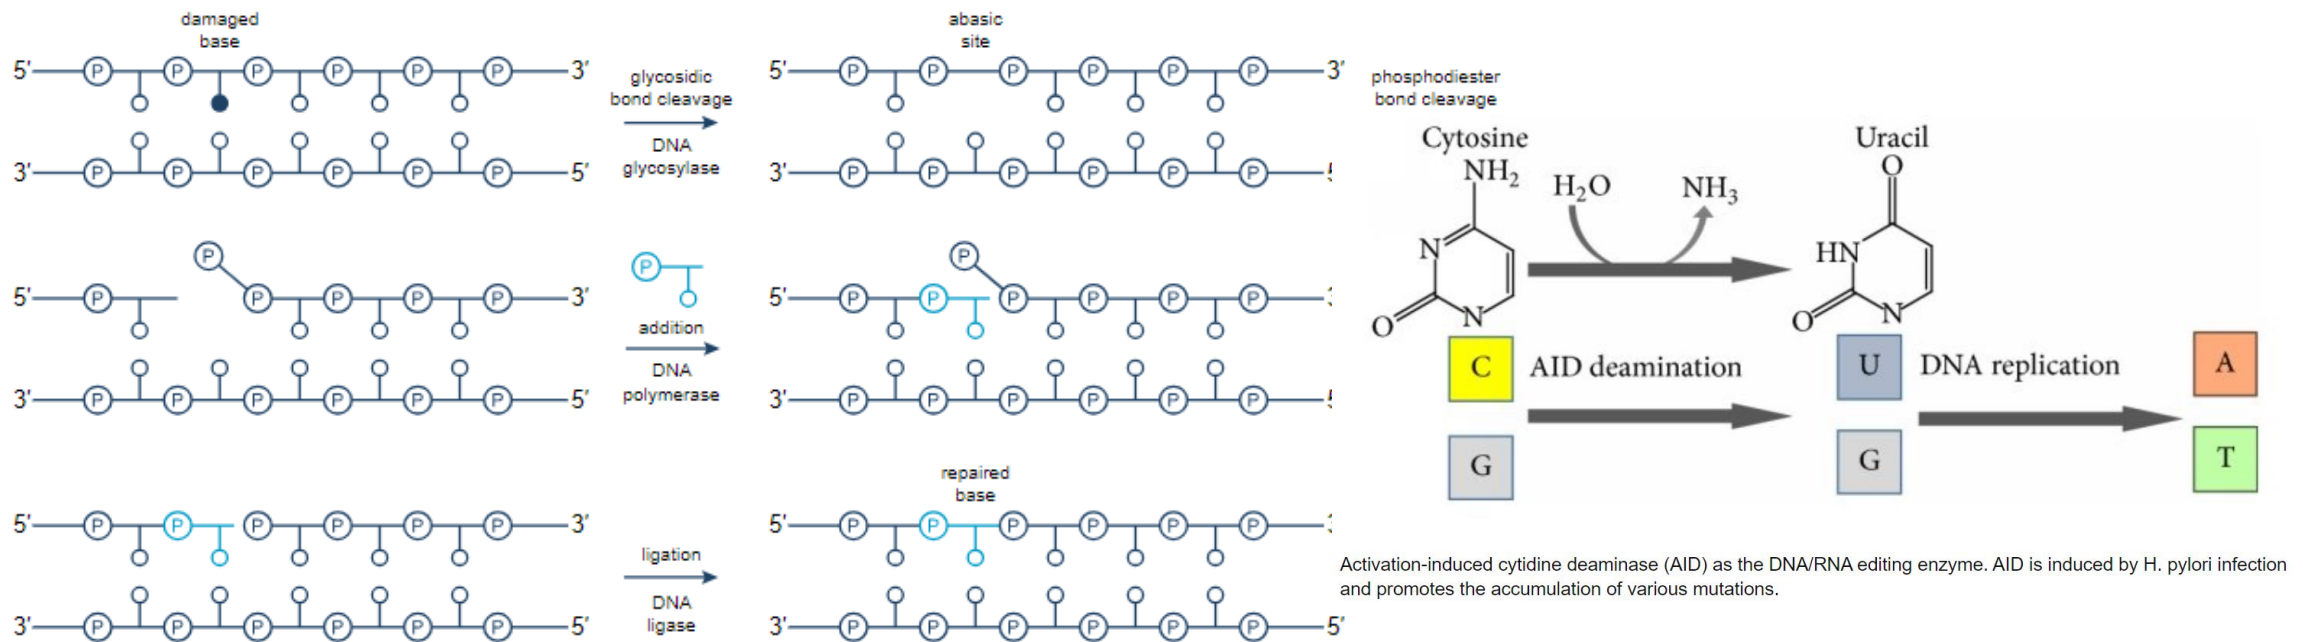 damaged
base
5′ P P P P P P 3′
3′ P P P P P P 5′
glycosidic
bond cleavage
DNA
glycosylase
abasic
site
5′ P P P P P P 3′
3′ P P P P P P
phosphodiester
bond cleavage
P
5′ P P P P P 3′
3′ P P P P P P 5′
P
addition
DNA
polymerase
P
5′ P P P P P P
3′ P P P P P P
5′ P P P P P P 3′
3′ P P P P P P 5′
ligation
DNA
ligase
repaired
base
5′ P P P P P P
3′ P P P P P P 5′
Cytosine
NH2
N
N
O
H2O
NH3
Uracil
O
HN
N
O
C
AID deamination
U
DNA replication
A
G
G
T
Activation-induced cytidine deaminase (AID) as the DNA/RNA editing enzyme. AID is induced by H. pylori infection
and promotes the accumulation of various mutations.